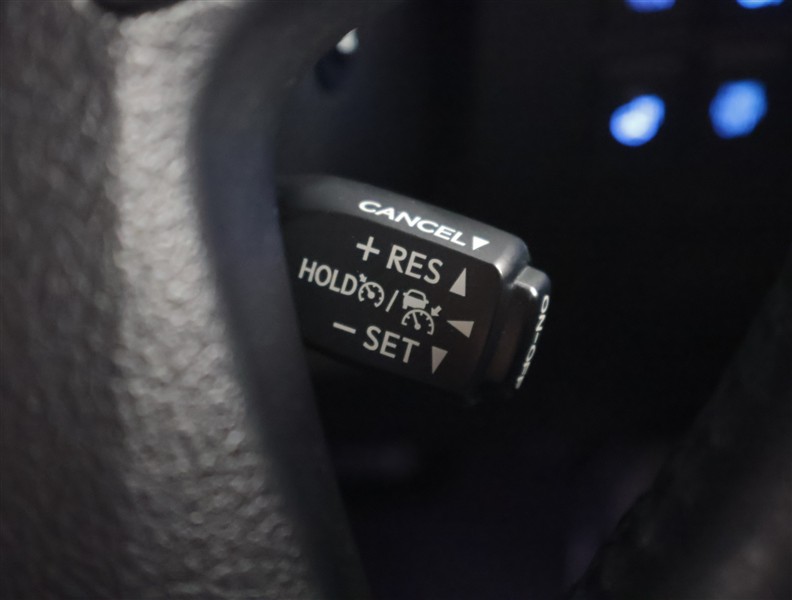 CANCEL▼
+ RES ▲
HOLD / ◀
− SET ▼
ON-OFF